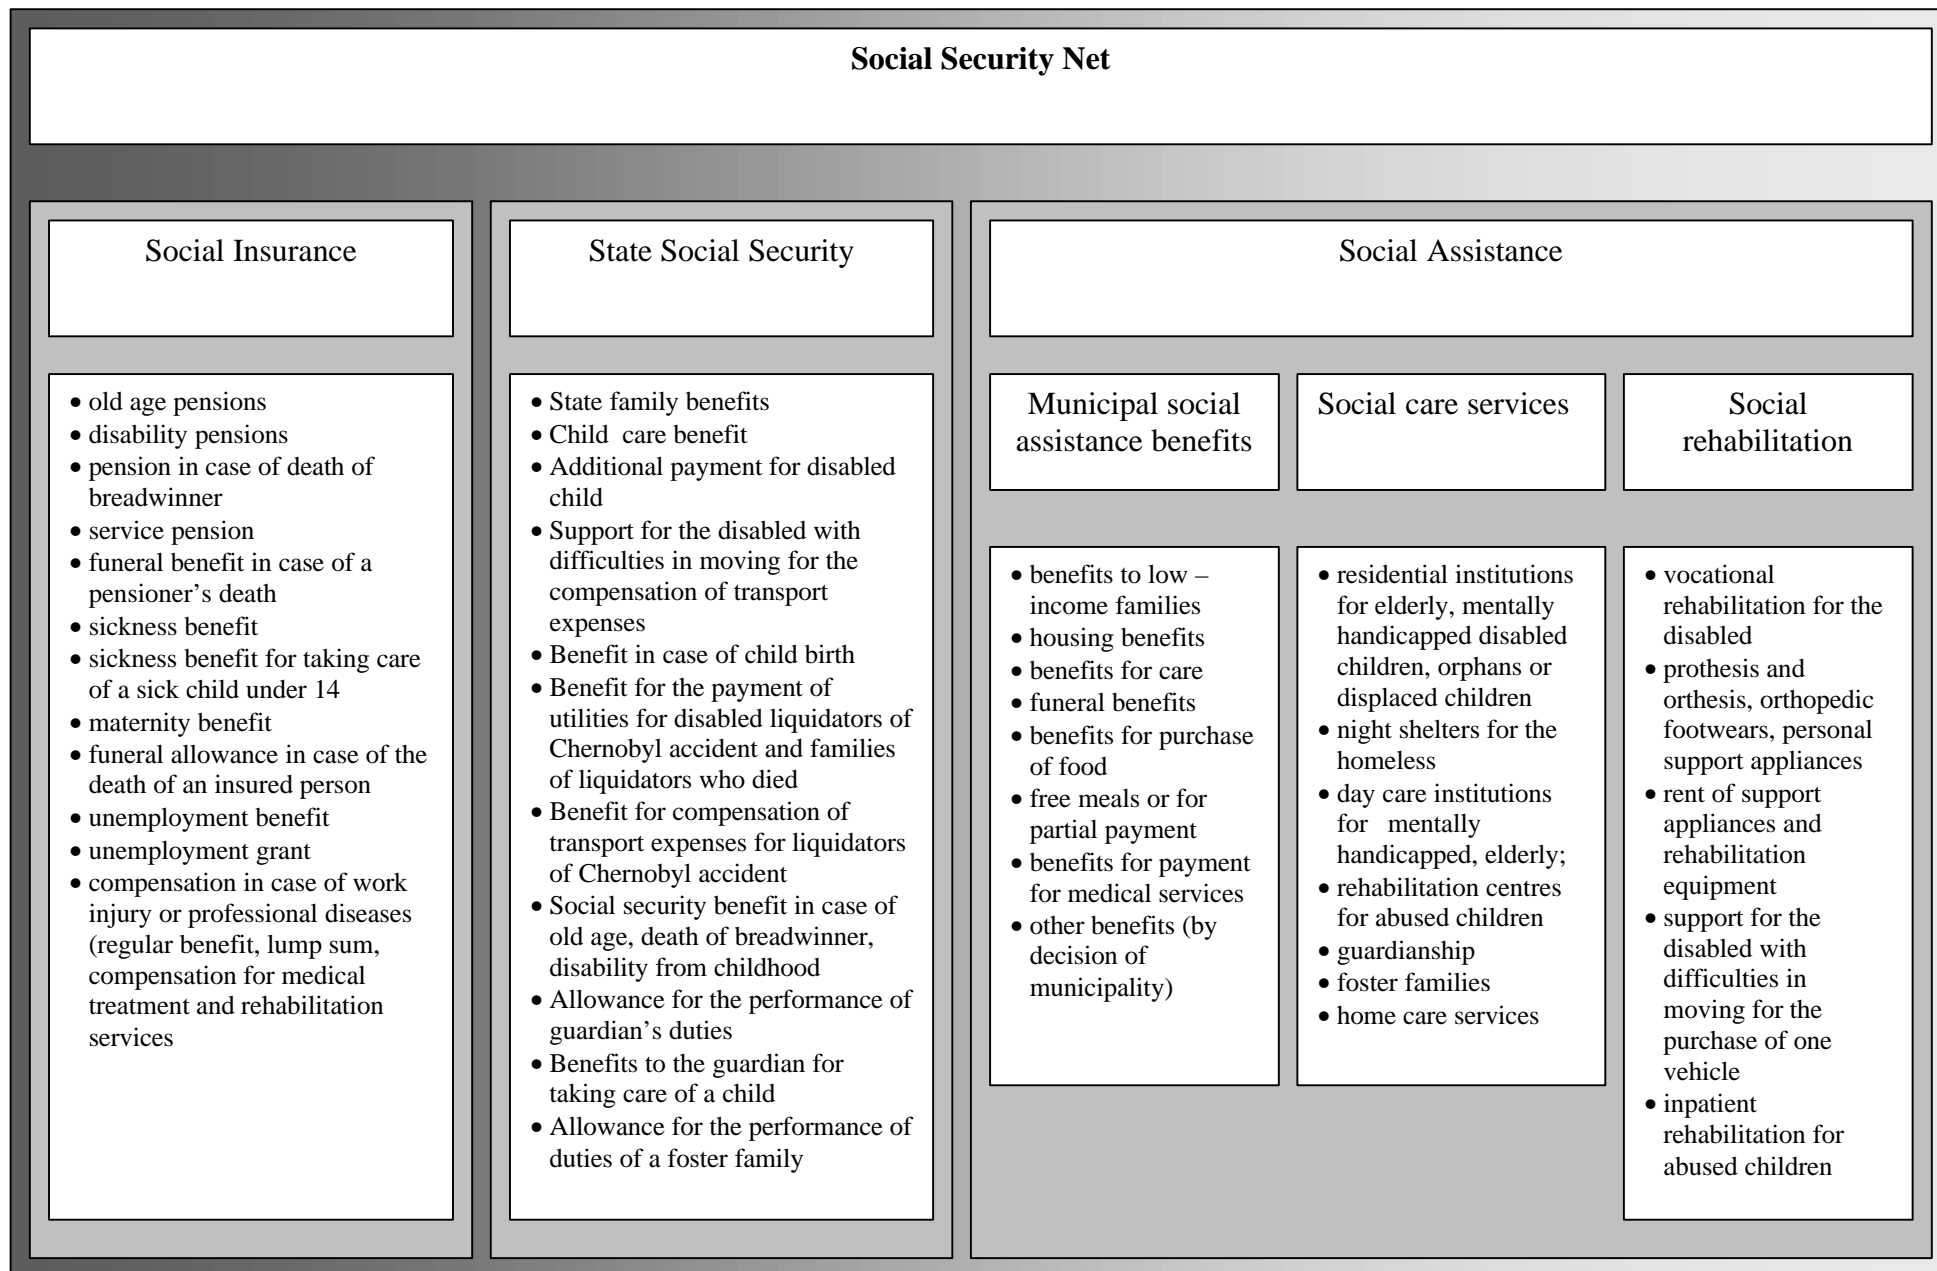 Social Security Net
Social Insurance
• old age pensions
• disability pensions
• pension in case of death of
breadwinner
• service pension
• funeral benefit in case of a
pensioner’s death
• sickness benefit
• sickness benefit for taking care
of a sick child under 14
• maternity benefit
• funeral allowance in case of the
death of an insured person
• unemployment benefit
• unemployment grant
• compensation in case of work
injury or professional diseases
(regular benefit, lump sum,
compensation for medical
treatment and rehabilitation
services
State Social Security
• State family benefits
• Child care benefit
• Additional payment for disabled
child
• Support for the disabled with
difficulties in moving for the
compensation of transport
expenses
• Benefit in case of child birth
• Benefit for the payment of
utilities for disabled liquidators of
Chernobyl accident and families
of liquidators who died
• Benefit for compensation of
transport expenses for liquidators
of Chernobyl accident
• Social security benefit in case of
old age, death of breadwinner,
disability from childhood
• Allowance for the performance of
guardian’s duties
• Benefits to the guardian for
taking care of a child
• Allowance for the performance of
duties of a foster family
Social Assistance
Municipal social
assistance benefits
• benefits to low –
income families
• housing benefits
• benefits for care
• funeral benefits
• benefits for purchase
of food
• free meals or for
partial payment
• benefits for payment
for medical services
• other benefits (by
decision of
municipality)
Social care services
• residential institutions
for elderly, mentally
handicapped disabled
children, orphans or
displaced children
• night shelters for the
homeless
• day care institutions
for mentally
handicapped, elderly;
• rehabilitation centres
for abused children
• guardianship
• foster families
• home care services
Social
rehabilitation
• vocational
rehabilitation for the
disabled
• prothesis and
orthesis, orthopedic
footwears, personal
support appliances
• rent of support
appliances and
rehabilitation
equipment
• support for the
disabled with
difficulties in
moving for the
purchase of one
vehicle
• inpatient
rehabilitation for
abused children